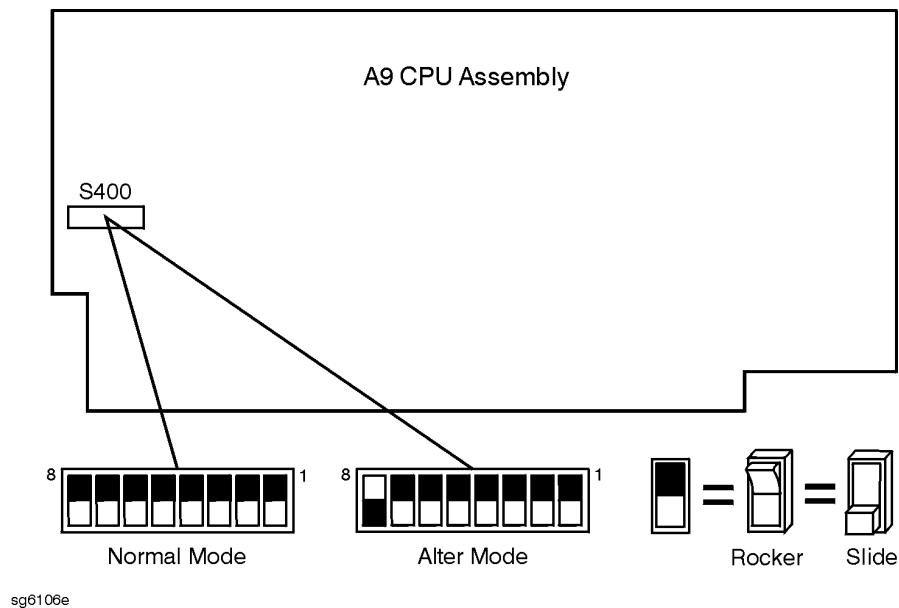 A9 CPU Assembly
S400
8 1
8 1
Normal Mode
Alter Mode
Rocker
Slide
sg6106e